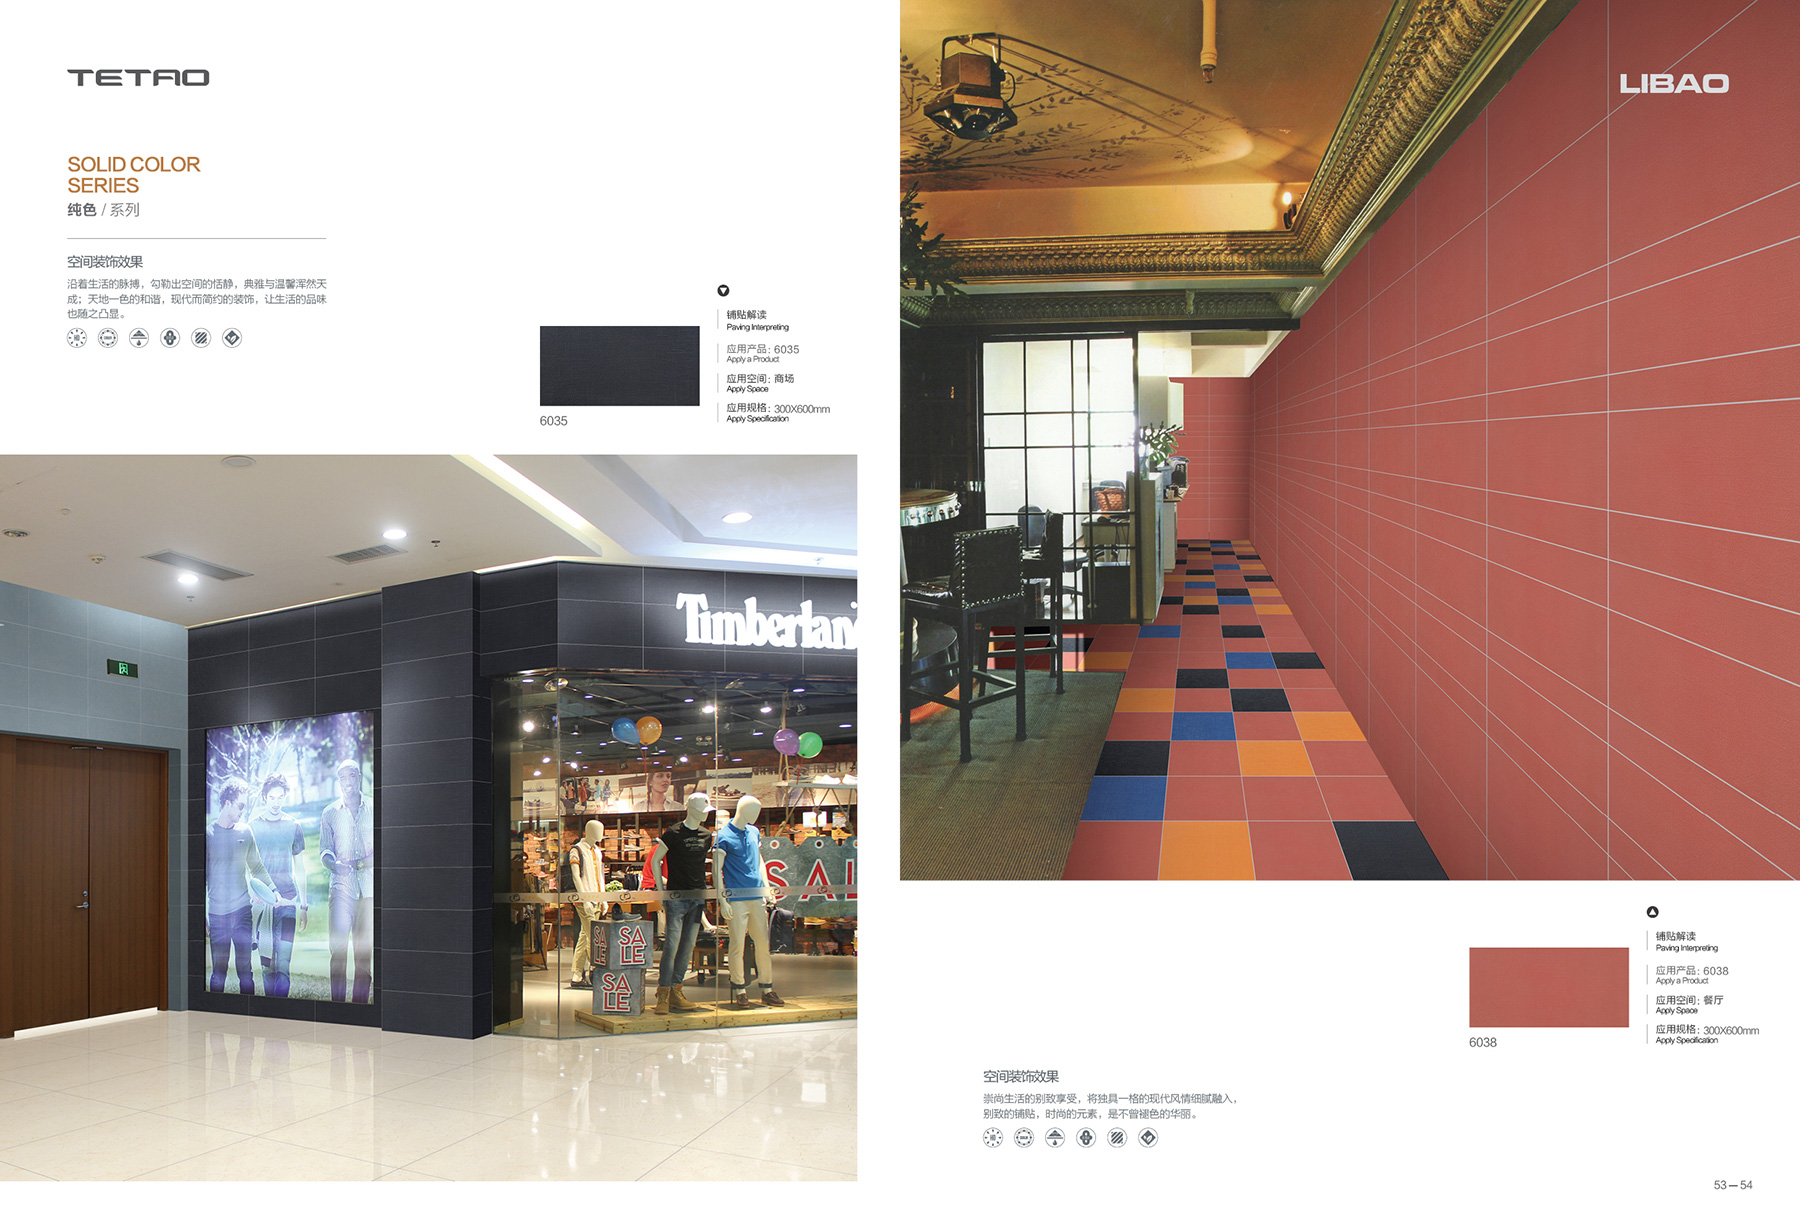 TETAO
SOLID COLOR
SERIES
纯色 / 系列
空间装饰效果
沿着生活的脉搏，勾勒出空间的恬静，典雅与温馨浑然天
成；天地一色的和谐，现代而简约的装饰，让生活的品味
也随之凸显。
6035
铺贴解读
Paving Interpreting
应用产品：6035
Apply a Product
应用空间：商场
Apply Space
应用规格：300X600mm
Apply Specification
Timberlan
SAL
SA
LE
SA
LE
SA
LE
LIBAO
6038
铺贴解读
Paving Interpreting
应用产品：6038
Apply a Product
应用空间：餐厅
Apply Space
应用规格：300X600mm
Apply Specification
空间装饰效果
崇尚生活的别致享受，将独具一格的现代风情细腻融入，
别致的铺贴，时尚的元素，是不曾褪色的华丽。
53—54